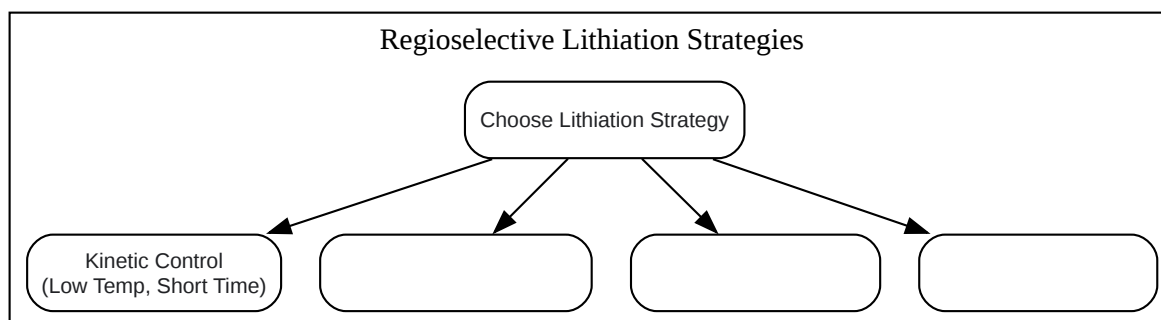 Regioselective Lithiation Strategies
Choose Lithiation Strategy
Kinetic Control
(Low Temp, Short Time)